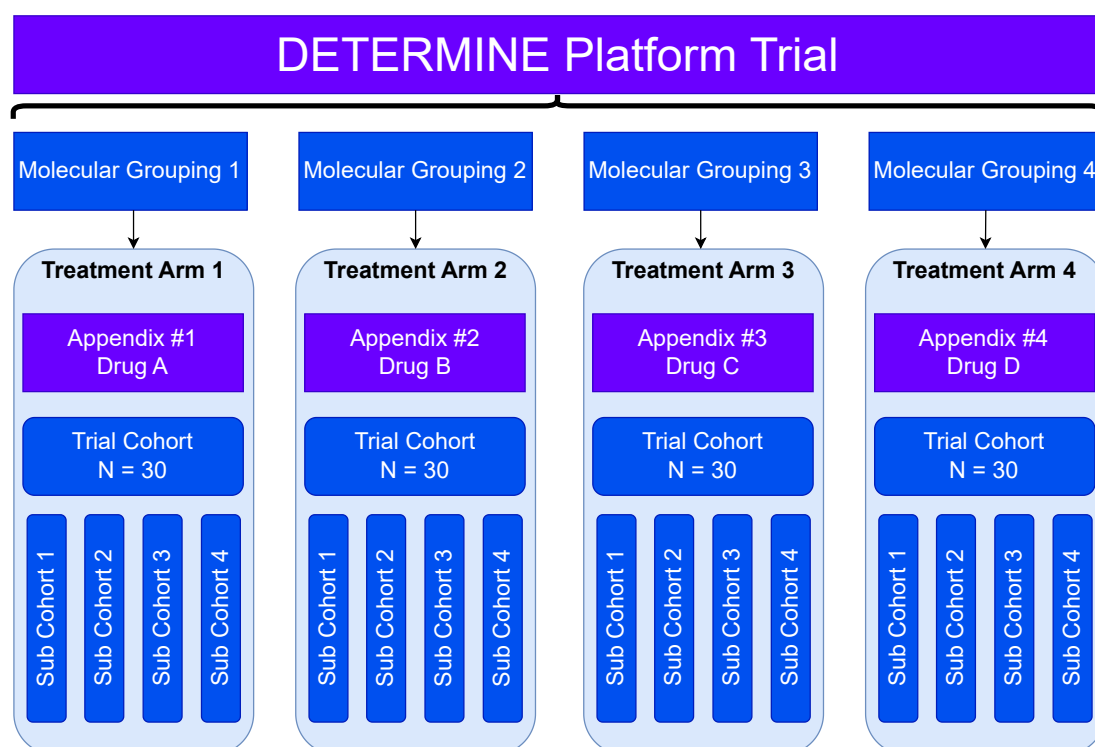 DETERMINE Platform Trial
Molecular Grouping 1
Molecular Grouping 2
Molecular Grouping 3
Molecular Grouping 4
Treatment Arm 1
Appendix #1
Drug A
Trial Cohort
N = 30
Sub Cohort 1
Sub Cohort 2
Sub Cohort 3
Sub Cohort 4
Treatment Arm 2
Appendix #2
Drug B
Trial Cohort
N = 30
Sub Cohort 1
Sub Cohort 2
Sub Cohort 3
Sub Cohort 4
Treatment Arm 3
Appendix #3
Drug C
Trial Cohort
N = 30
Sub Cohort 1
Sub Cohort 2
Sub Cohort 3
Sub Cohort 4
Treatment Arm 4
Appendix #4
Drug D
Trial Cohort
N = 30
Sub Cohort 1
Sub Cohort 2
Sub Cohort 3
Sub Cohort 4